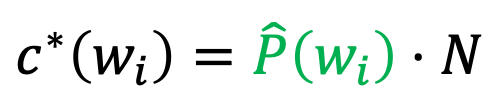 c*(wᵢ) = P̂(wᵢ) · N